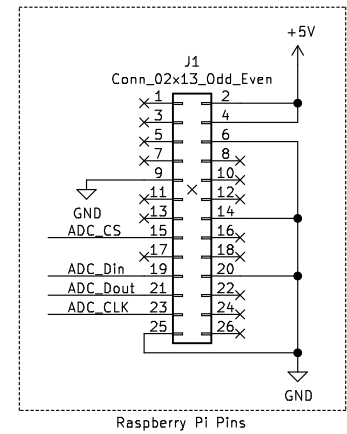 +5V
J1
Conn_02x13_Odd_Even
1 2
3 4
5 6
7 8
9 10
11 12
GND
13 14
ADC_CS 15 16
17 18
ADC_Din 19 20
ADC_Dout 21 22
ADC_CLK 23 24
25 26
GND
Raspberry Pi Pins